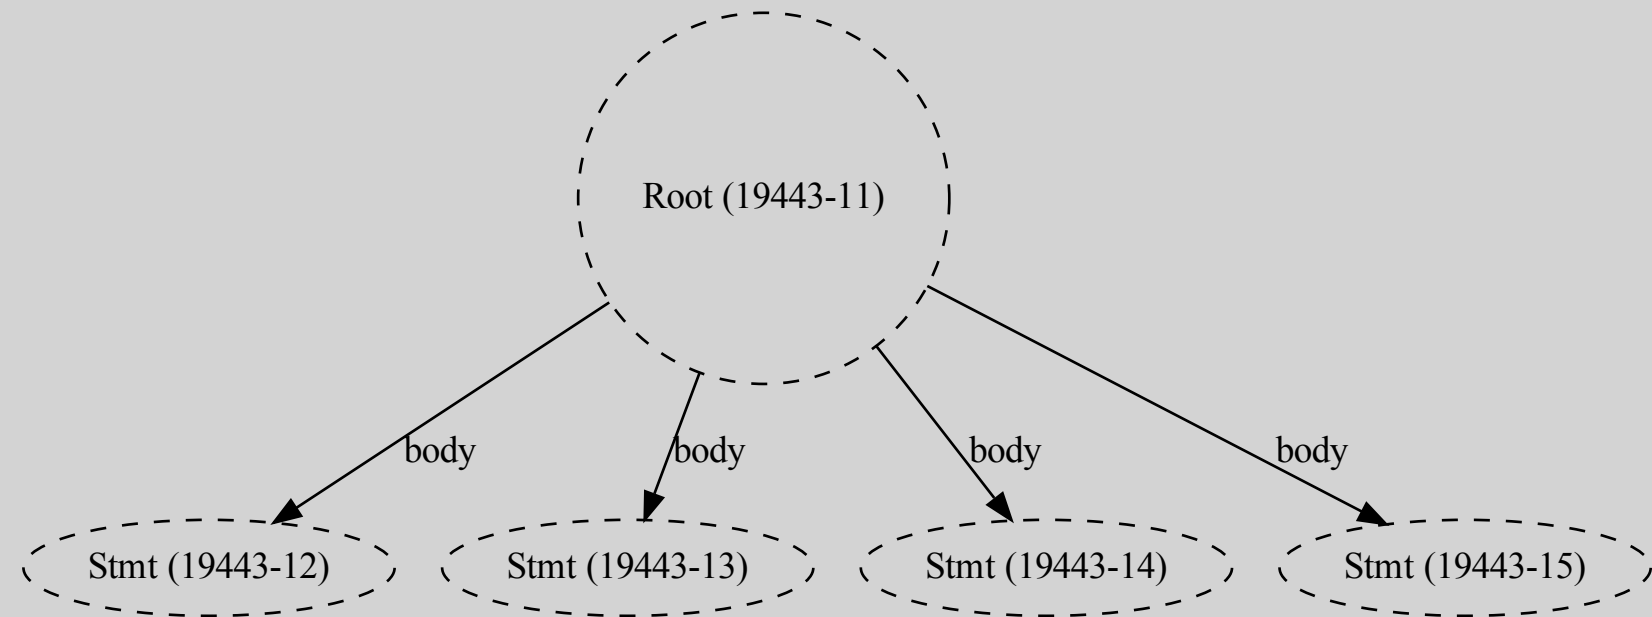 Root (19443-11)
body
body
body
body
Stmt (19443-12)
Stmt (19443-13)
Stmt (19443-14)
Stmt (19443-15)